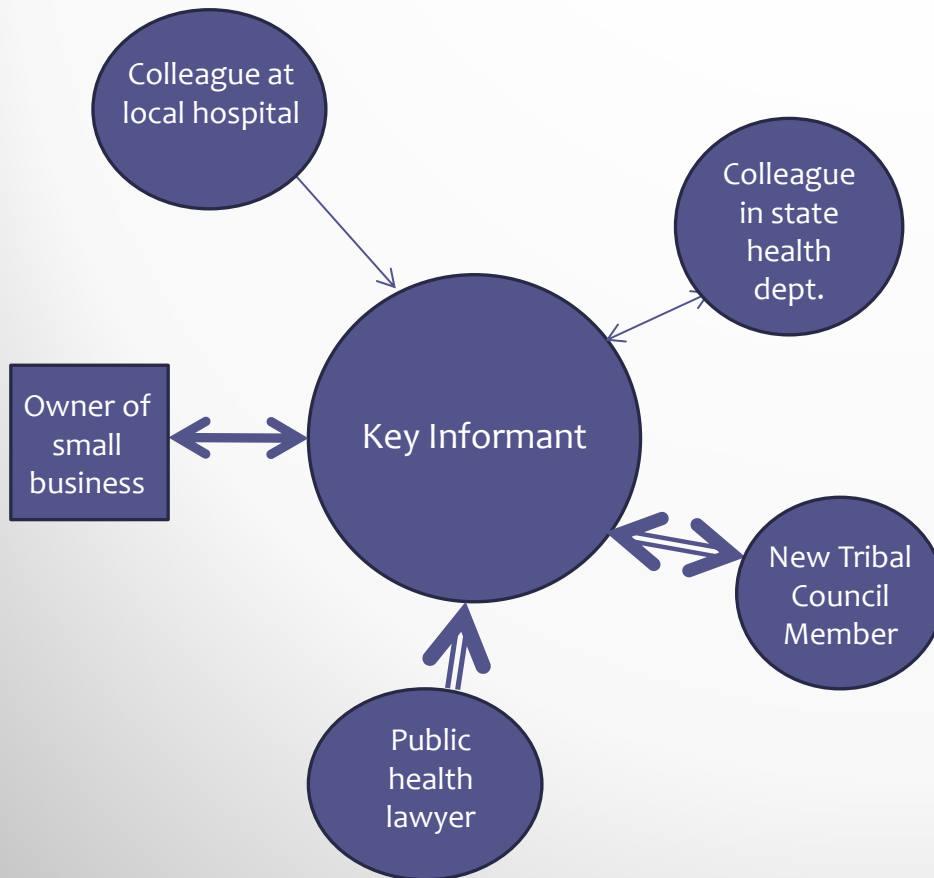 Colleague at
local hospital
Colleague
in state
health
dept.
Owner of
small
business
Key Informant
New Tribal
Council
Member
Public
health
lawyer